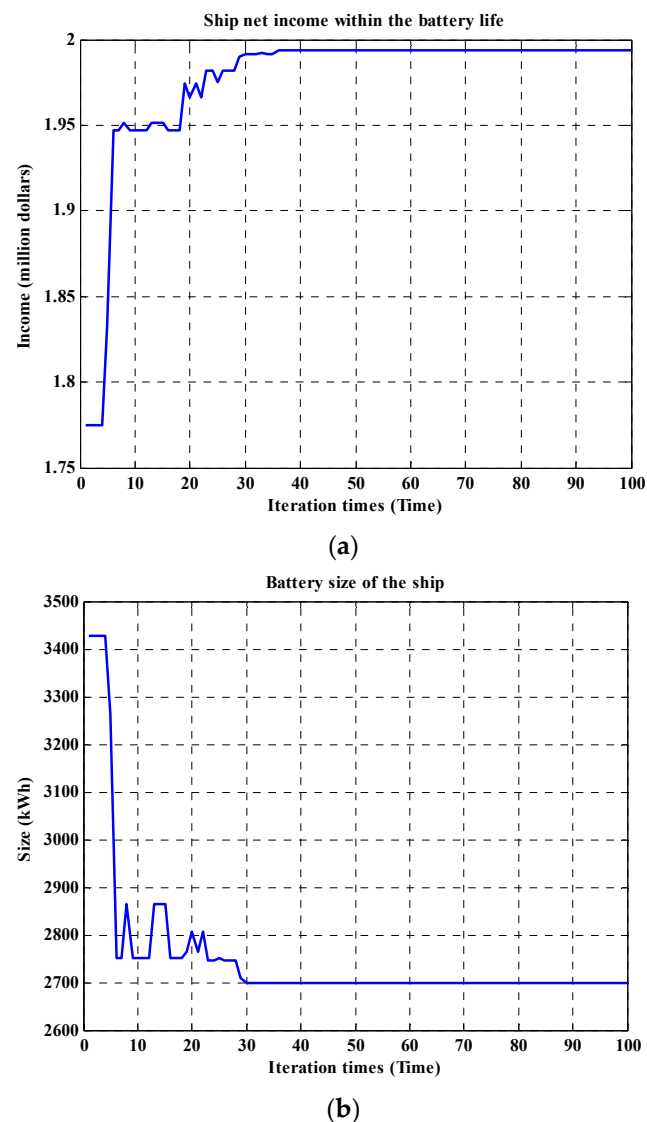 Ship net income within the battery life
2
1.95
1.9
1.85
1.8
1.75
Income (million dollars)
0 10 20 30 40 50 60 70 80 90 100
Iteration times (Time)
(a)
Battery size of the ship
3500
3400
3300
3200
3100
3000
2900
2800
2700
2600
Size (kWh)
0 10 20 30 40 50 60 70 80 90 100
Iteration times (Time)
(b)